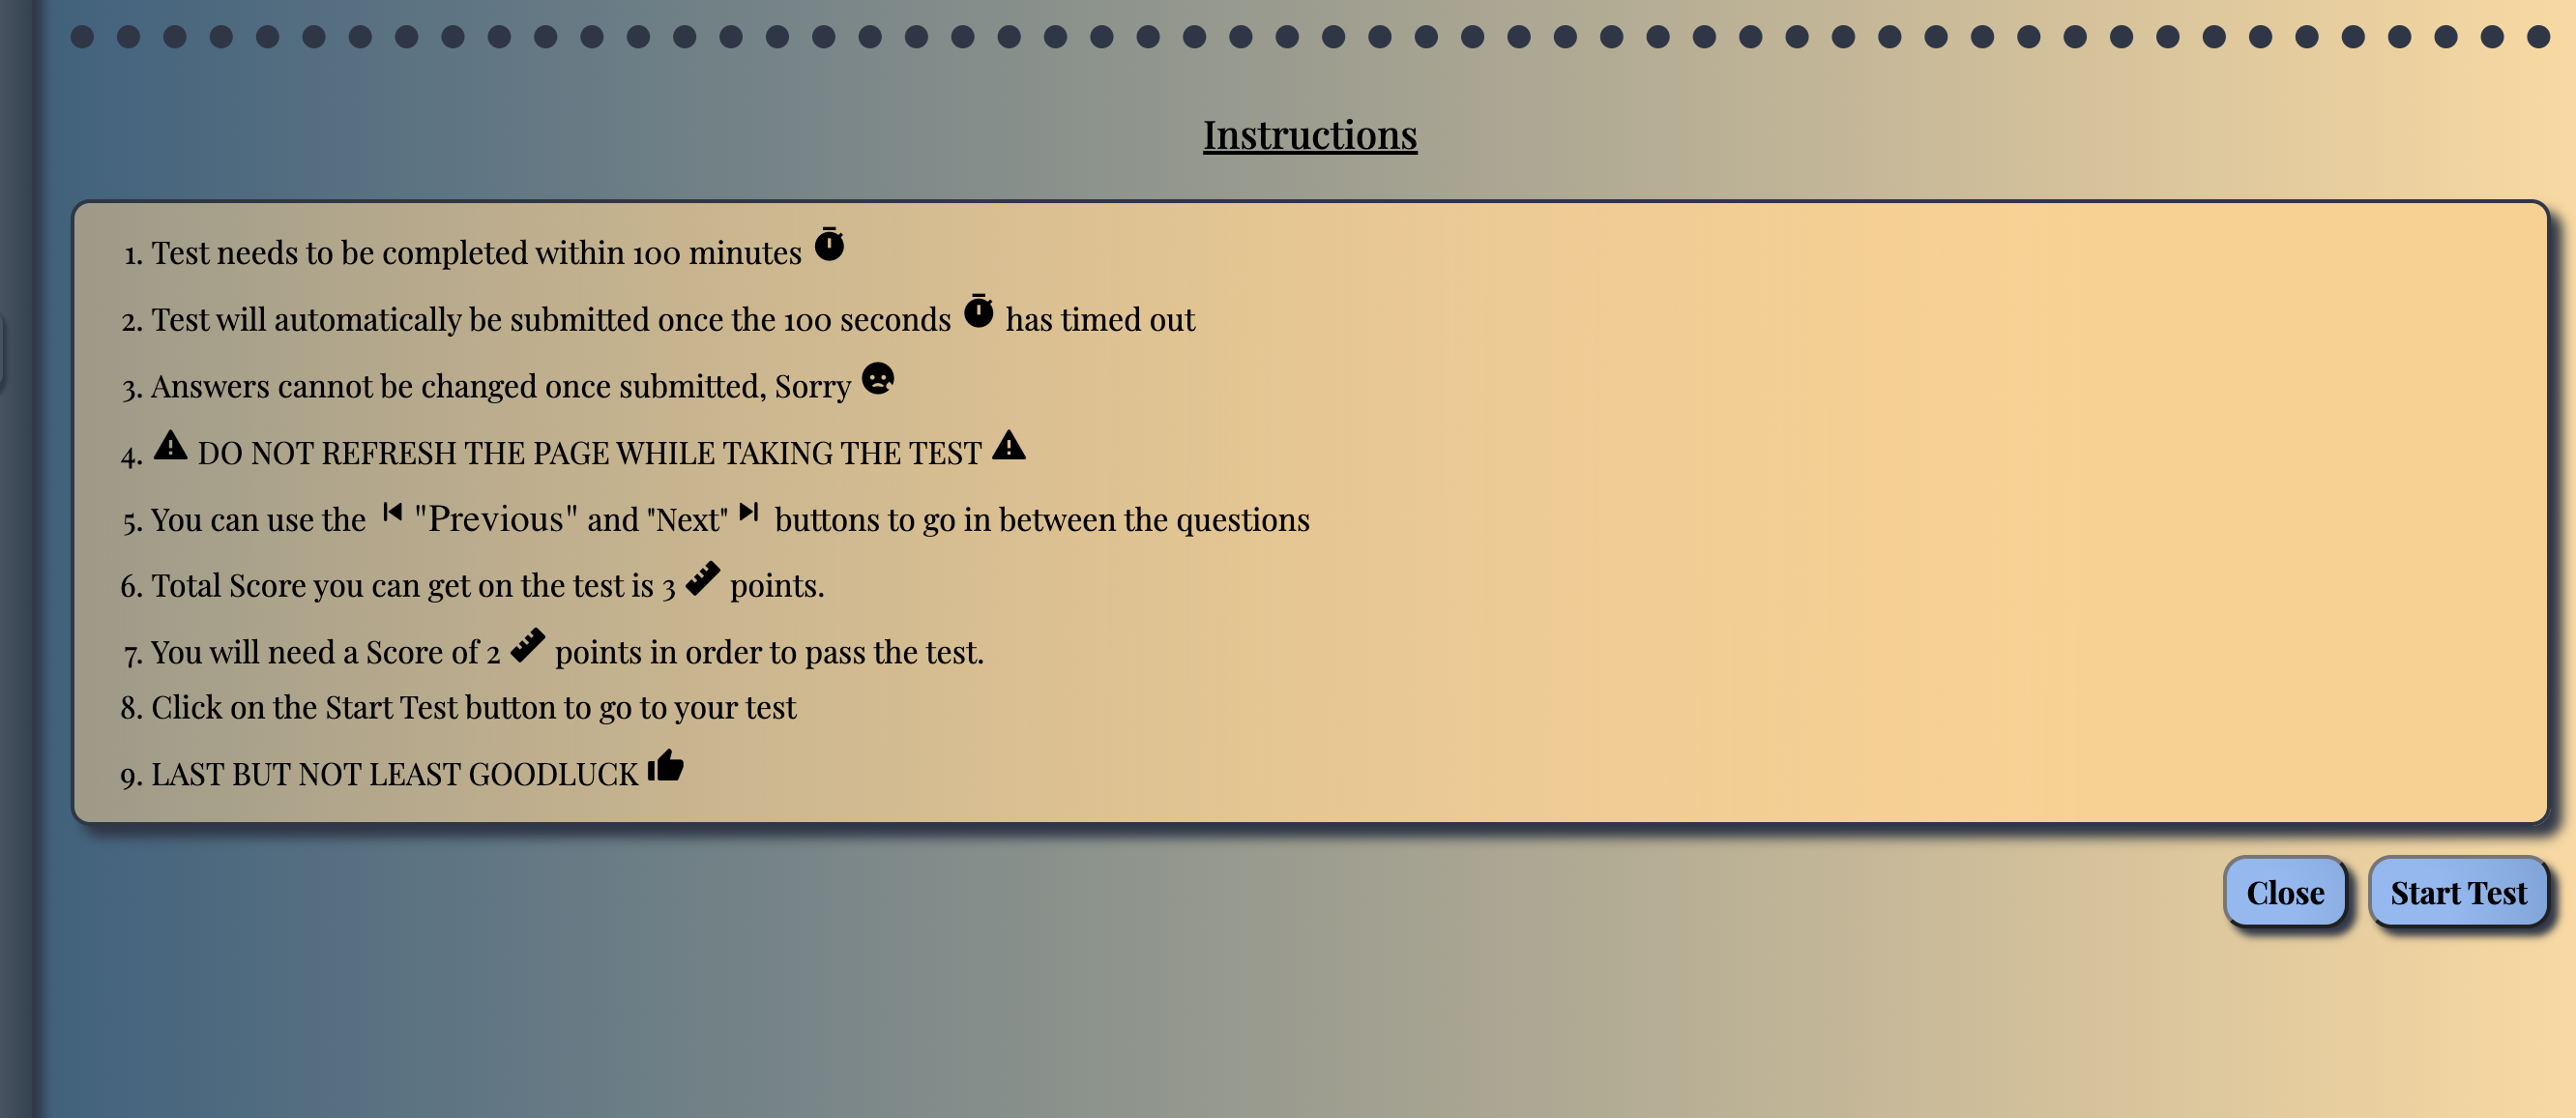 Instructions
1. Test needs to be completed within 100 minutes
2. Test will automatically be submitted once the 100 seconds has timed out
3. Answers cannot be changed once submitted, Sorry
4. DO NOT REFRESH THE PAGE WHILE TAKING THE TEST
5. You can use the "Previous" and "Next" buttons to go in between the questions
6. Total Score you can get on the test is 3 points.
7. You will need a Score of 2 points in order to pass the test.
8. Click on the Start Test button to go to your test
9. LAST BUT NOT LEAST GOODLUCK
Close Start Test